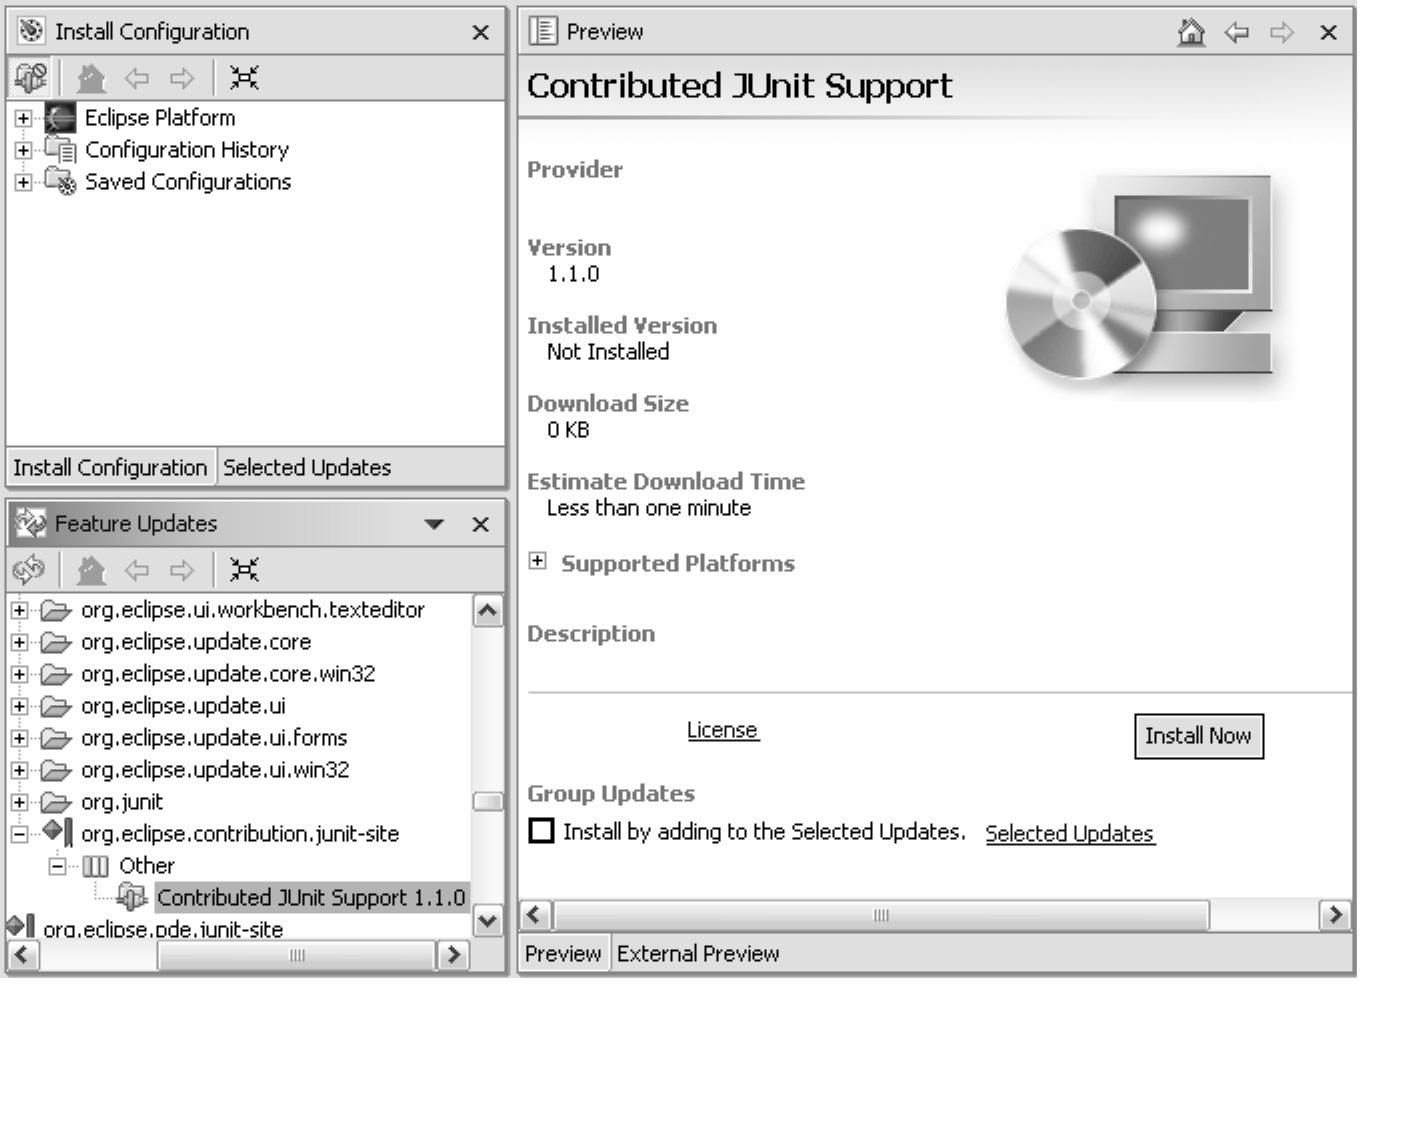 Install Configuration
Eclipse Platform
Configuration History
Saved Configurations
Install Configuration Selected Updates
Feature Updates
org.eclipse.ui.workbench.texteditor
org.eclipse.update.core
org.eclipse.update.core.win32
org.eclipse.update.ui
org.eclipse.update.ui.forms
org.eclipse.update.ui.win32
org.junit
org.eclipse.contribution.junit-site
Other
Contributed JUnit Support 1.1.0
org.eclipse.pde.junit-site
Preview
Contributed JUnit Support
Provider
Version
1.1.0
Installed Version
Not Installed
Download Size
0 KB
Estimate Download Time
Less than one minute
Supported Platforms
Description
License
Install Now
Group Updates
Install by adding to the Selected Updates. Selected Updates
Preview External Preview